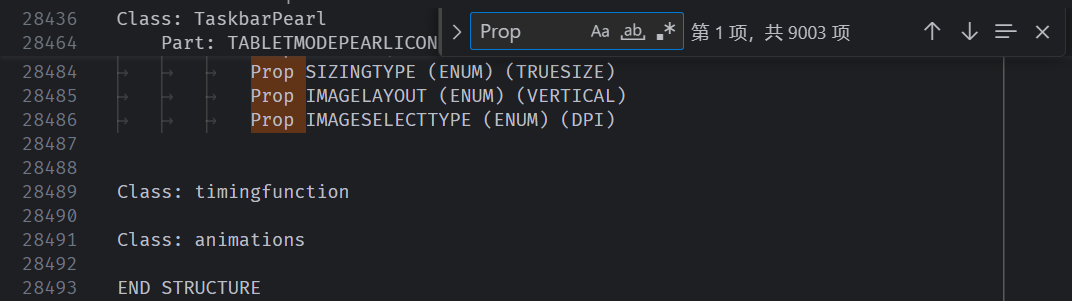 28436 Class: TaskbarPearl
28464 Part: TABLETMODEPEARLICON
Prop Aa ab, .* 第 1 项，共 9003 项
28484 Prop SIZINGTYPE (ENUM) (TRUESIZE)
28485 Prop IMAGELAYOUT (ENUM) (VERTICAL)
28486 Prop IMAGESELECTTYPE (ENUM) (DPI)
28487
28488
28489 Class: timingfunction
28490
28491 Class: animations
28492
28493 END STRUCTURE